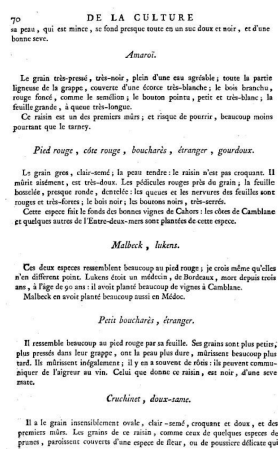 70 DE LA CULTURE
sa peau, qui est mince, se fond presque toute en un suc doux et noir, et d'une
bonne seve.
Amaroï.
Le grain très-pressé, très-noir, plein d'une eau agréable; toute la partie
ligneuse de la grappe, couverte d'une écorce très-blanche; le bois branchu,
rouge foncé, comme le semélion; le bouton pointu, petit et très-blanc; la
feuille grande, à queue très-longue.
Ce raisin est un des premiers mûrs; et risque de pourrir, beaucoup moins
pourtant que le tarney.
Pied rouge, côte rouge, boucharès, étranger, gourdoux.
Le grain gros, clair-semé; la peau tendre: le raisin n'est pas croquant. Il
mûrit aisément, est très-doux. Les pédicules rouges près du grain; la feuille
bosselée, presque ronde, dentelée: les queues et les nervures des feuilles sont
rouges et très-fortes; le bois noir; les boutons noirs, très-serrés.
Cette espece fait le fonds des bonnes vignes de Cahors: les côtes de Camblane
et quelques autres de l'Entre-deux-mers sont plantées de cette espece.
Malbeck, lukens.
Ces deux especes ressemblent beaucoup au pied rouge; je crois même qu'elles
n'en different point. Lukens étoit un médecin, de Bordeaux, mort depuis trois
ans, à l'âge de 90 ans: il avoit planté beaucoup de vignes à Camblane.
Malbeck en avoit planté beaucoup aussi en Médoc.
Petit boucharès, étranger.
Il ressemble beaucoup au pied rouge par sa feuille. Ses grains sont plus petits,
plus pressés dans leur grappe, ont la peau plus dure, mûrissent beaucoup plus
tard. Ils mûrissent inégalement; il y en a souvent de rôtis: ils peuvent commu-
niquer de l'aigreur au vin. Celui que donne ce raisin, est noir, d'une seve
mate.
Cruchinet, doux-same.
Il a le grain insensiblement ovale, clair-semé, croquant et doux, et des
premiers mûrs. Les grains de ce raisin, comme ceux de quelques especes de
prunes, paroissent couverts d'une espece de fleur, ou de poussiere délicate qui